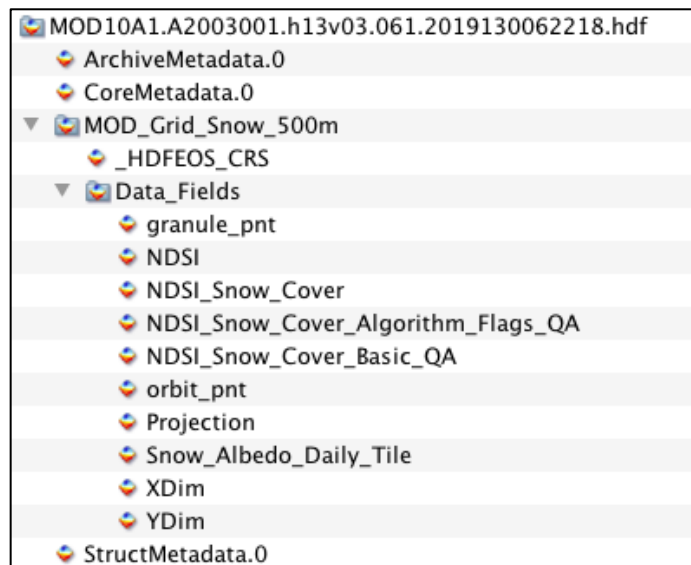 MOD10A1.A2003001.h13v03.061.2019130062218.hdf
ArchiveMetadata.0
CoreMetadata.0
MOD_Grid_Snow_500m
_HDFEOS_CRS
Data_Fields
granule_pnt
NDSI
NDSI_Snow_Cover
NDSI_Snow_Cover_Algorithm_Flags_QA
NDSI_Snow_Cover_Basic_QA
orbit_pnt
Projection
Snow_Albedo_Daily_Tile
XDim
YDim
StructMetadata.0